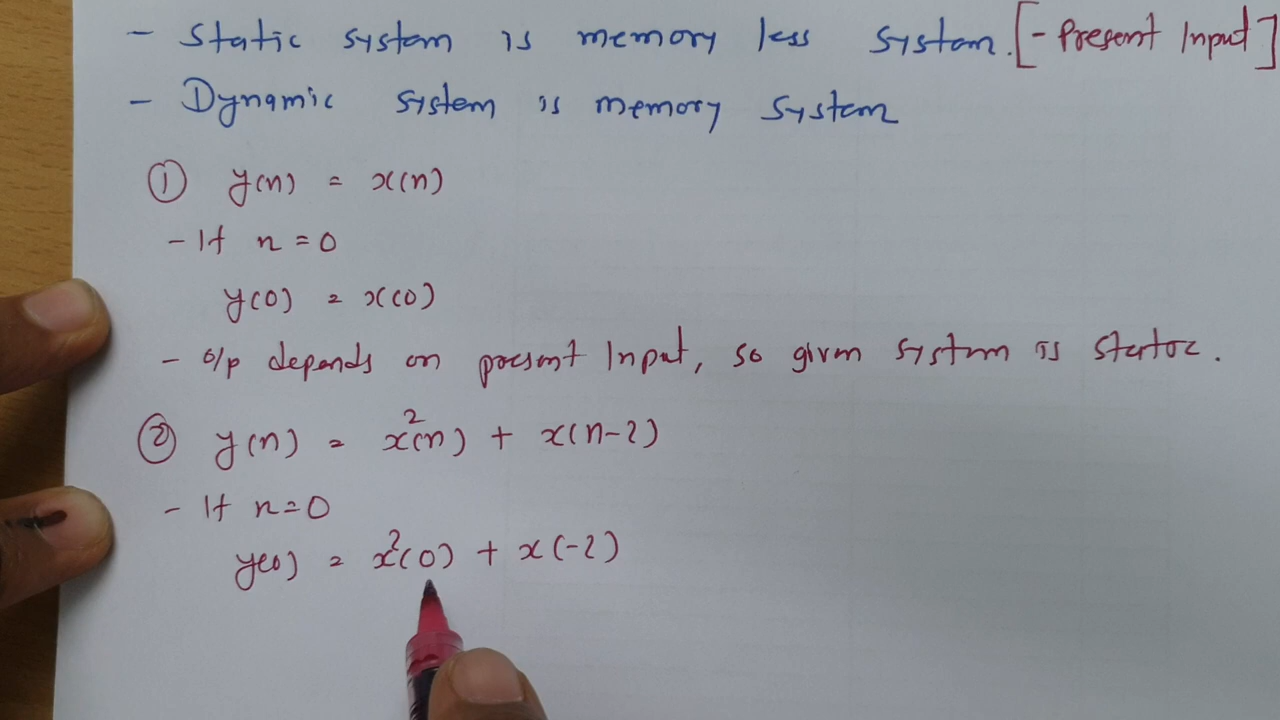 - Static system is memory less system. [- Present Input]
- Dynamic system is memory system
① y(n) = x(n)
- If n = 0
y(0) = x(0)
- o/p depends on present Input, so given system is static.
② y(n) = x²(n) + x(n-2)
- If n=0
y(0) = x²(0) + x(-2)